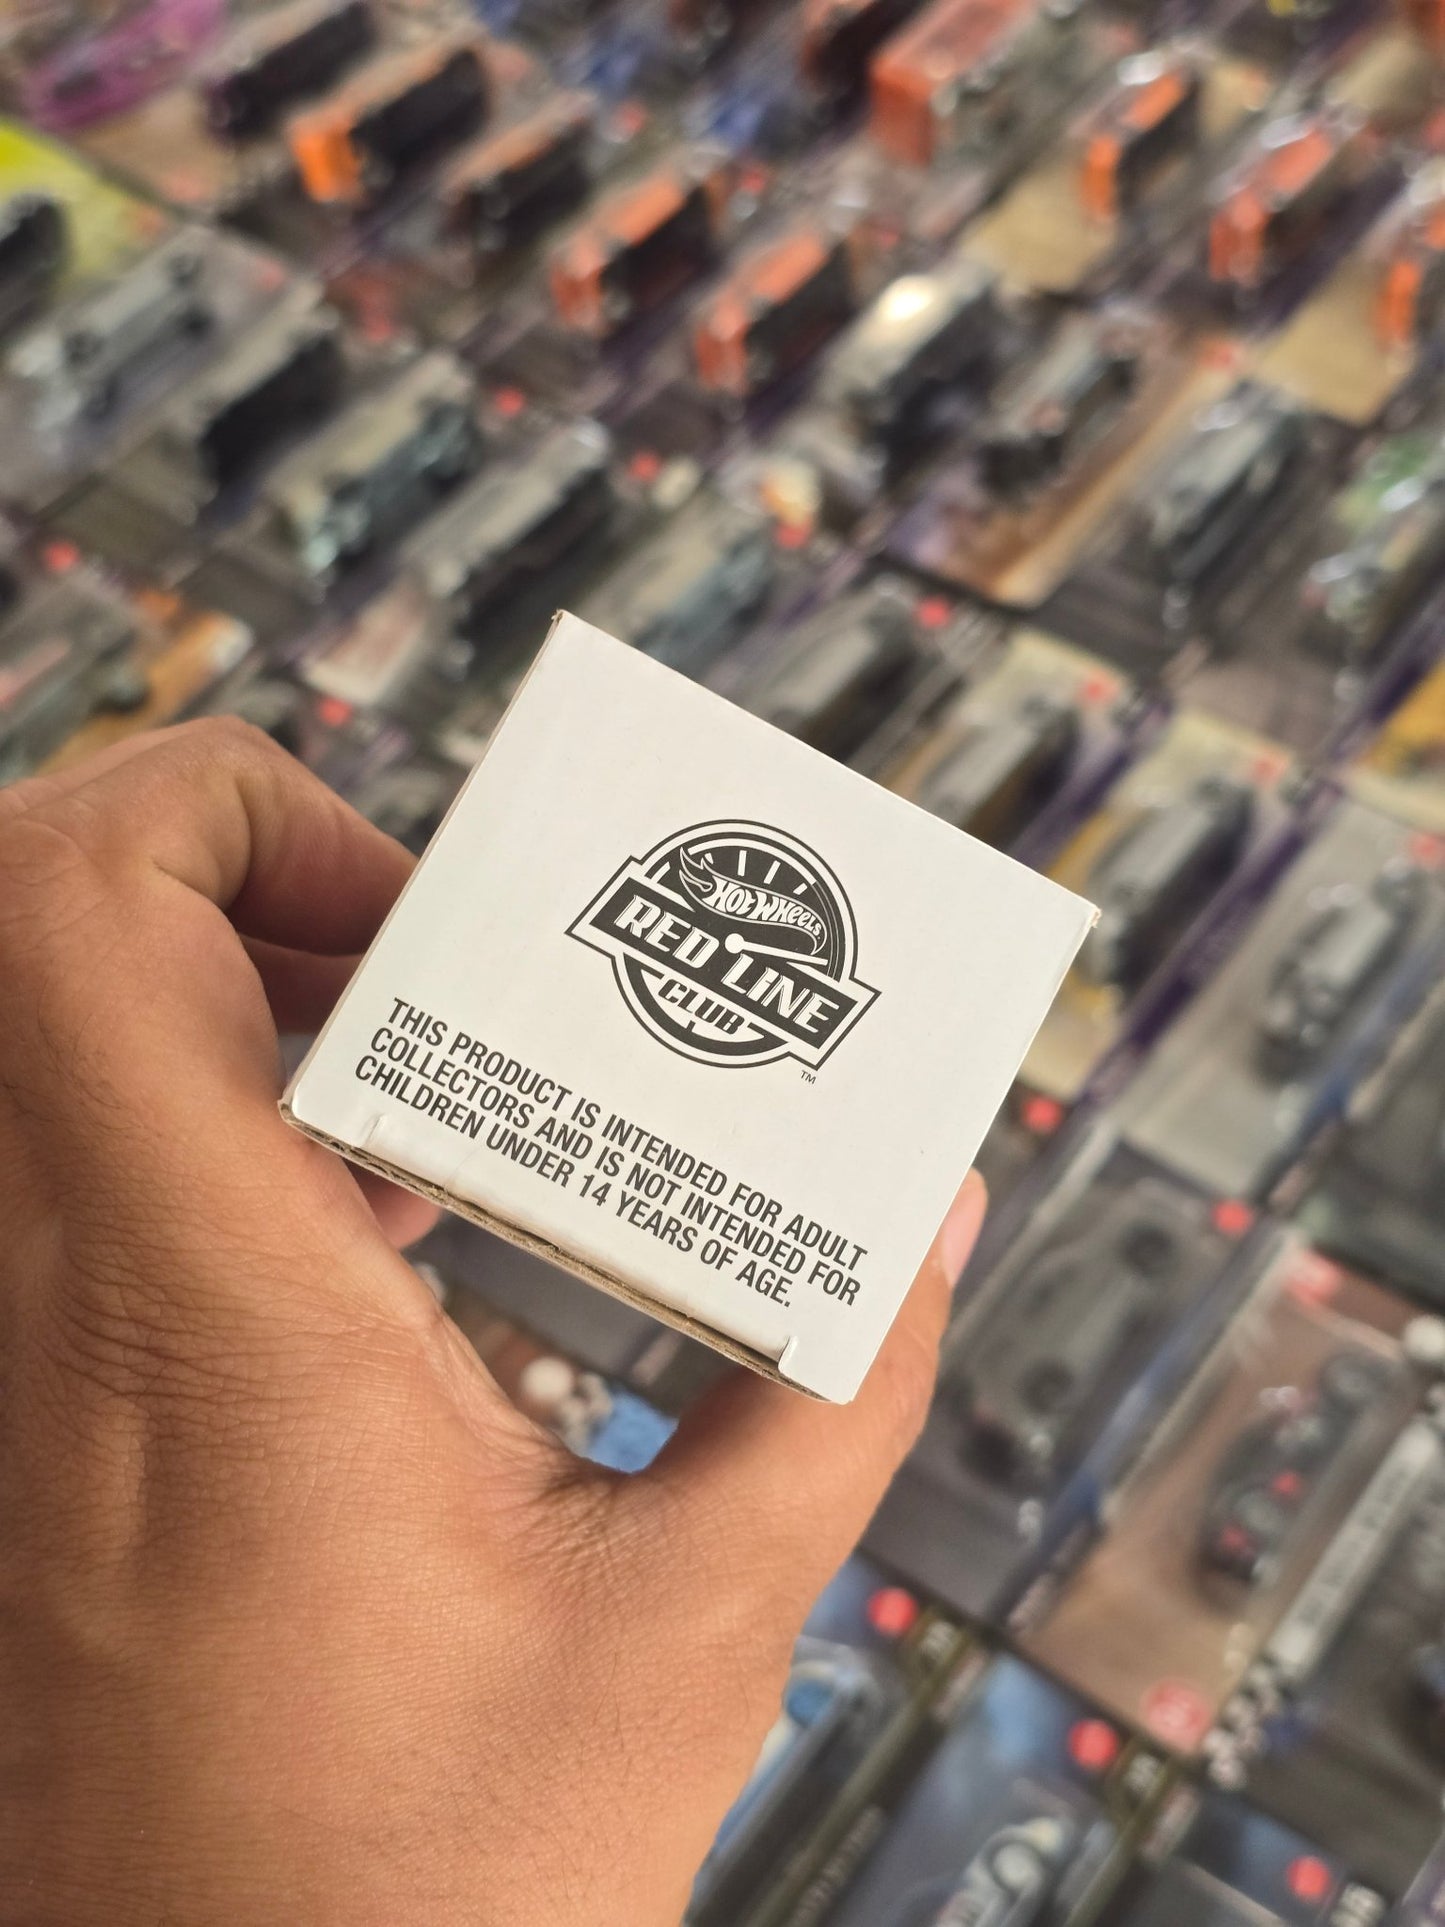 Hot Wheels
RED LINE
CLUB
TM
THIS PRODUCT IS INTENDED FOR ADULT
COLLECTORS AND IS NOT INTENDED FOR
CHILDREN UNDER 14 YEARS OF AGE.